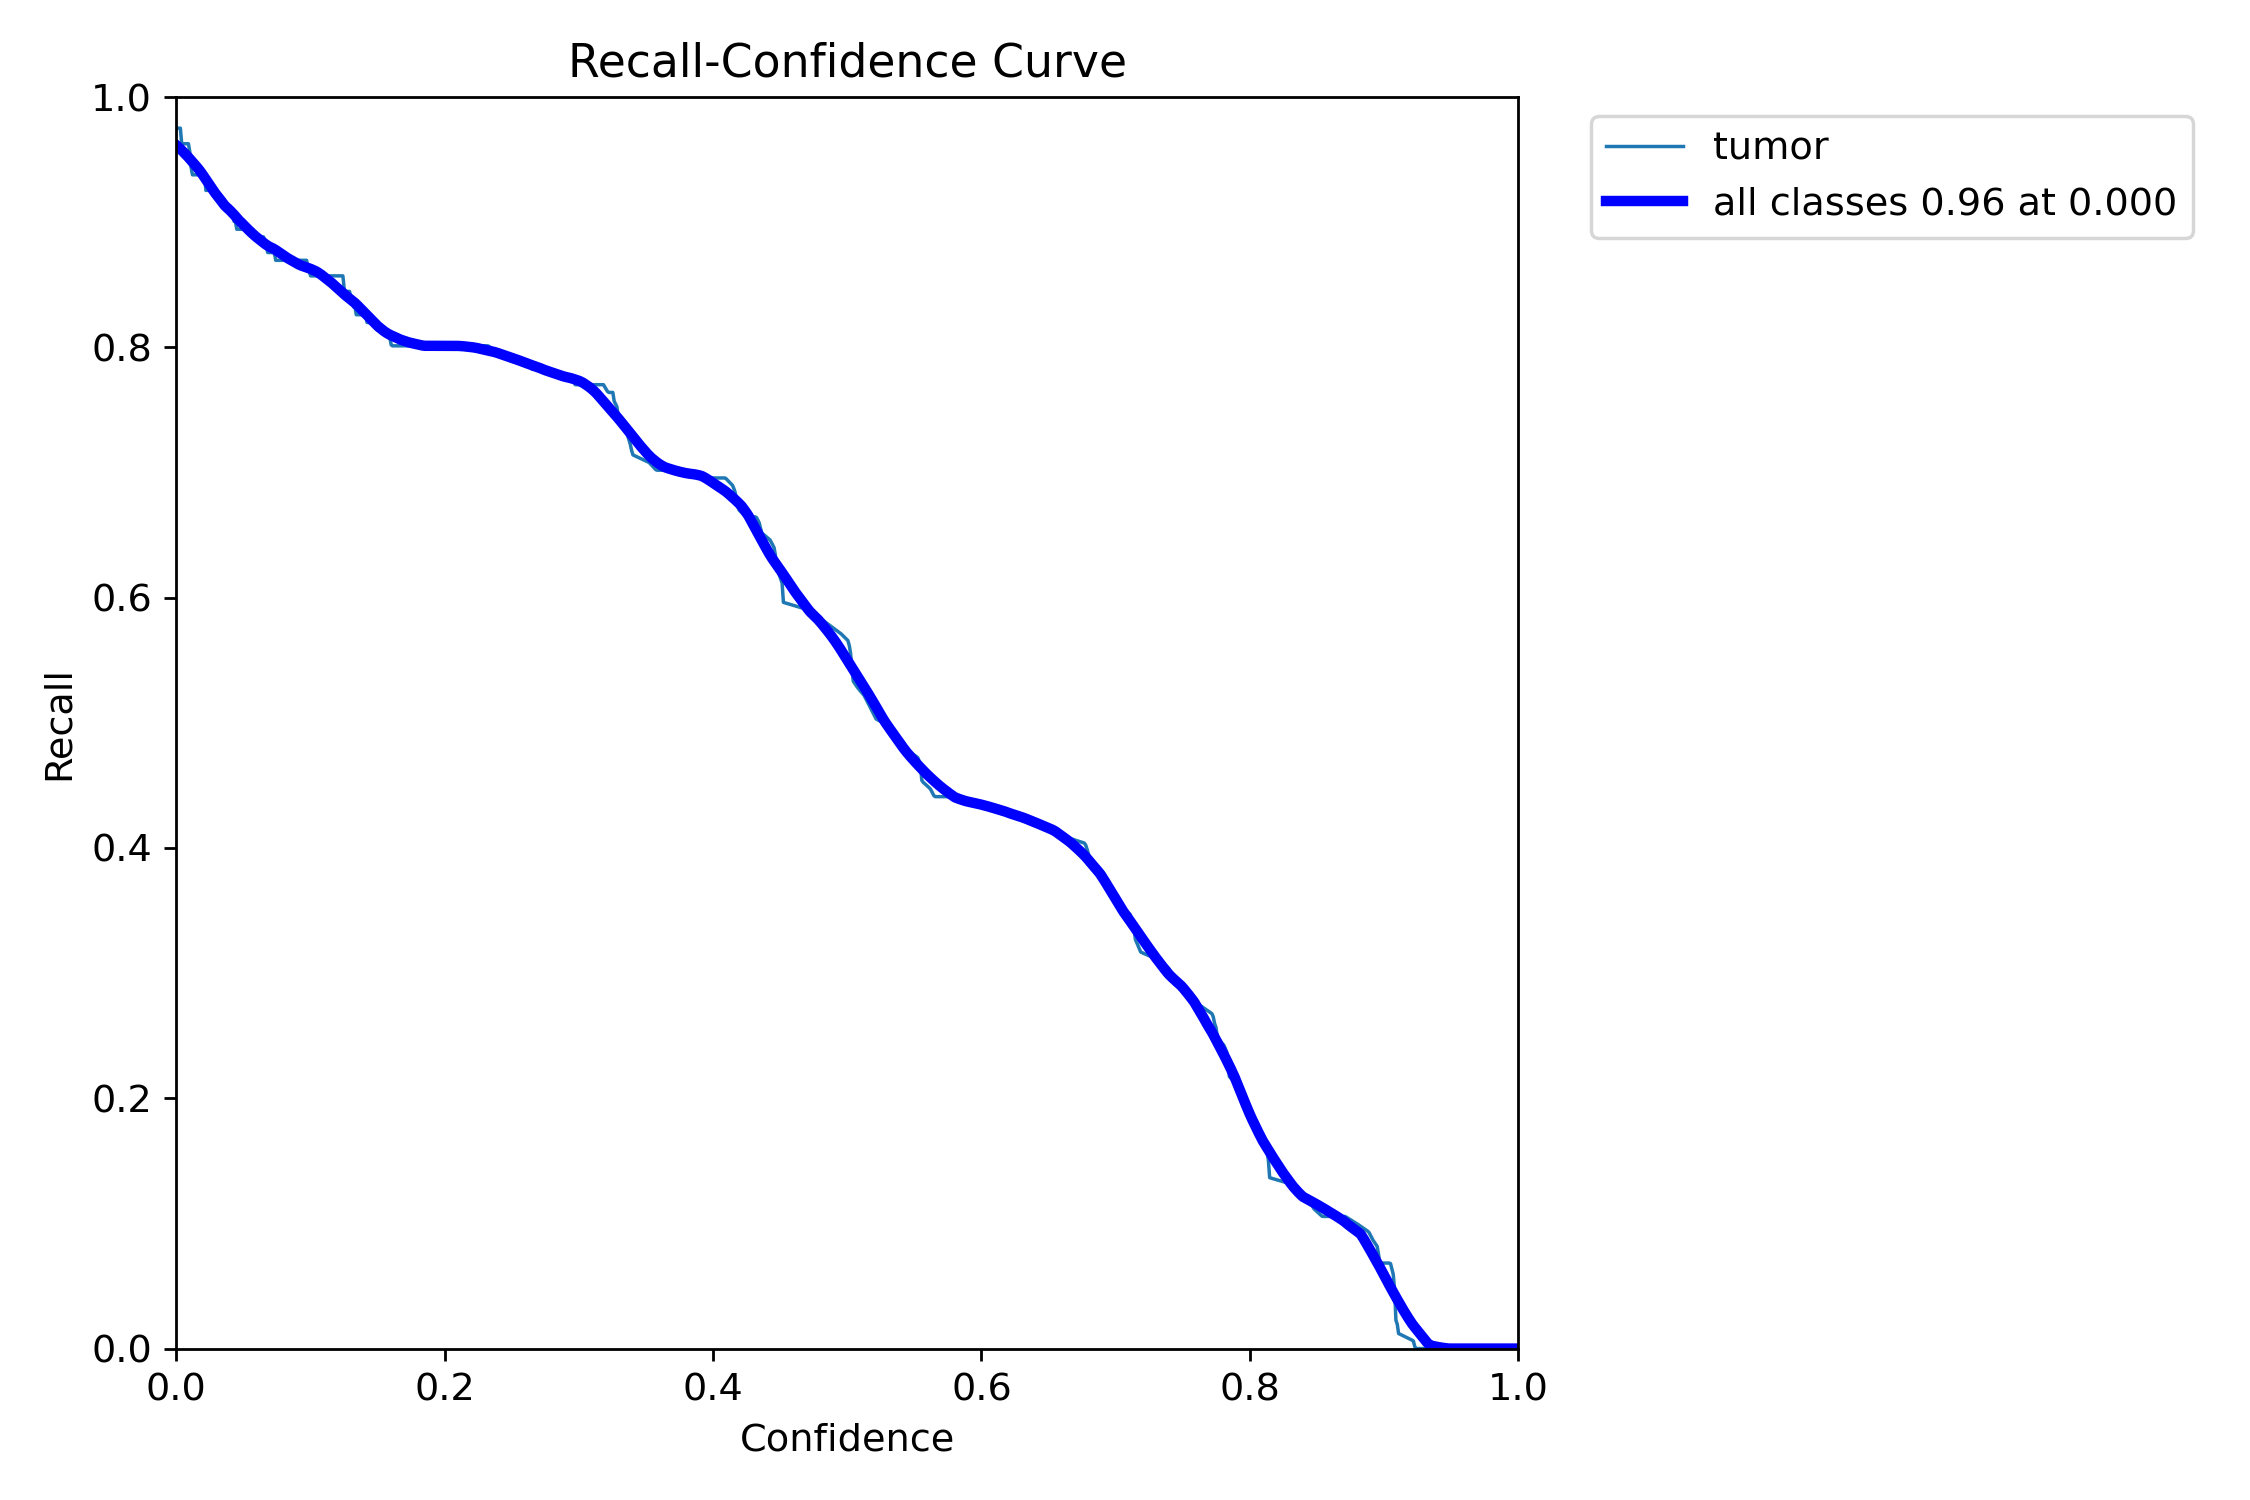 Recall-Confidence Curve
tumor
all classes 0.96 at 0.000
1.0
0.8
0.6
0.4
0.2
0.0
Recall
0.0 0.2 0.4 0.6 0.8 1.0
Confidence